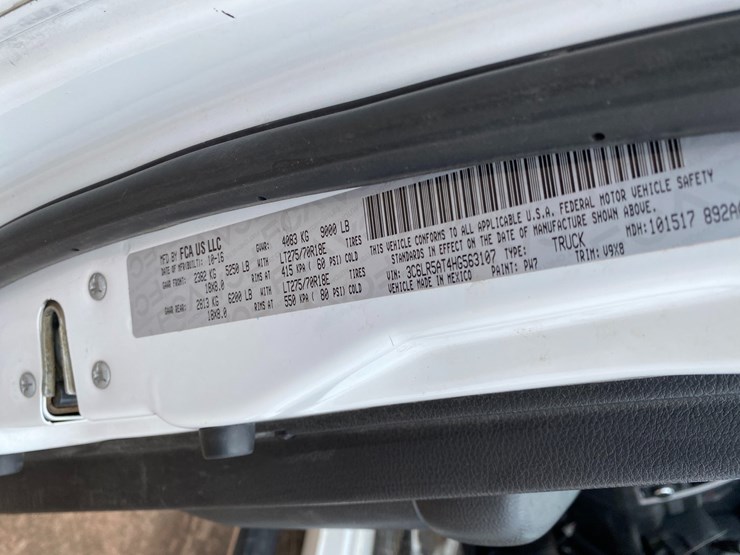 MFD BY FCA US LLC
DATE OF MFR(BUILT): 10-16 GVWR: 4083 KG 9000 LB
GAWR 2382 KG 5250 LB WITH LT275/70R18E TIRES
18X8.0 RIMS AT 415 KPA( 60 PSI) COLD
GAWR REAR: 2813 KG 6200 LB WITH LT275/70R18E TIRES
18X8.0 RIMS AT 550 KPA( 80 PSI) COLD
THIS VEHICLE CONFORMS TO ALL APPLICABLE U.S.A. FEDERAL MOTOR VEHICLE SAFETY
STANDARDS IN EFFECT ON THE DATE OF MANUFACTURE SHOWN ABOVE.
VIN: 3C6LR5AT4HG563107 TYPE: TRUCK MDH: 101517 892A
VEHICLE MADE IN MEXICO PAINT: PW7 TRIM: V9X8